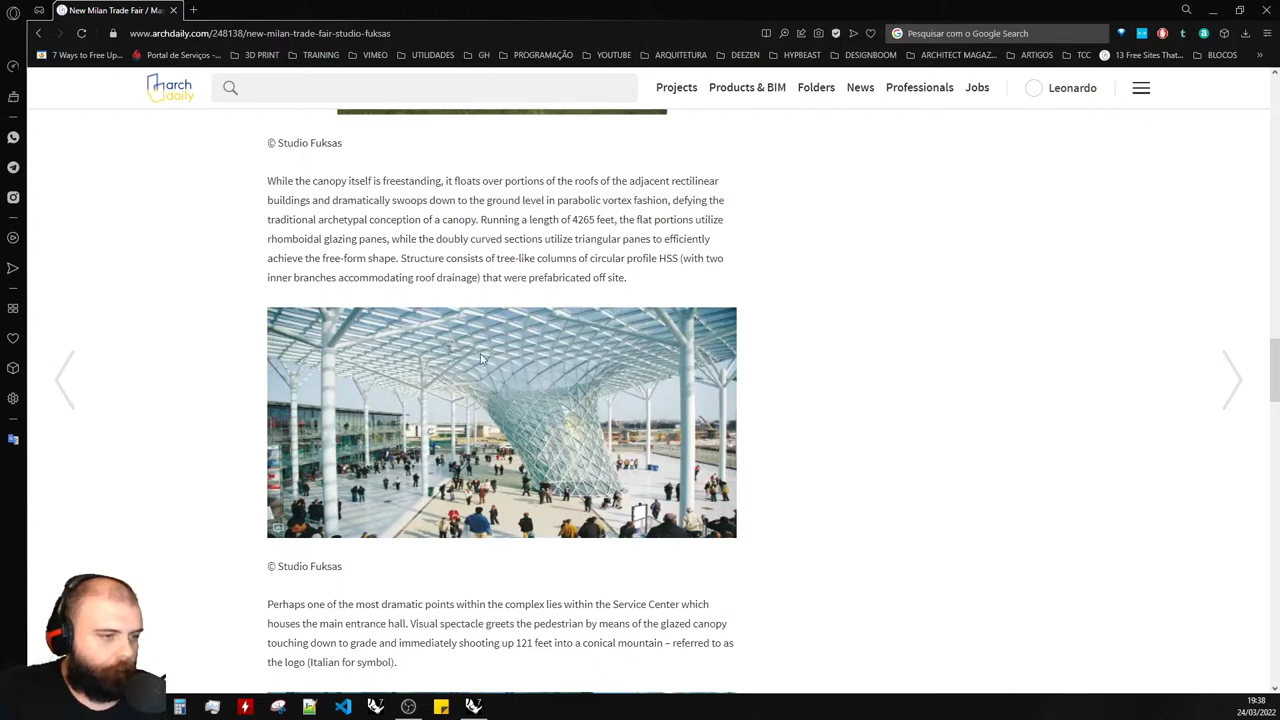 New Milan Trade Fair / Ma
www.archdaily.com/248138/new-milan-trade-fair-studio-fuksas
Pesquisar com o Google Search
7 Ways to Free Up...
Portal de Serviços -...
3D PRINT
TRAINING
VIMEO
UTILIDADES
GH
PROGRAMAÇÃO
YOUTUBE
ARQUITETURA
DEEZEN
HYPBEAST
DESIGNBOOM
ARCHITECT MAGAZ...
ARTIGOS
TCC
13 Free Sites That...
BLOCOS
arch
daily
Projects
Products & BIM
Folders
News
Professionals
Jobs
Leonardo
© Studio Fuksas
While the canopy itself is freestanding, it floats over portions of the roofs of the adjacent rectilinear
buildings and dramatically swoops down to the ground level in parabolic vortex fashion, defying the
traditional archetypal conception of a canopy. Running a length of 4265 feet, the flat portions utilize
rhomboidal glazing panes, while the doubly curved sections utilize triangular panes to efficiently
achieve the free-form shape. Structure consists of tree-like columns of circular profile HSS (with two
inner branches accommodating roof drainage) that were prefabricated off site.
© Studio Fuksas
Perhaps one of the most dramatic points within the complex lies within the Service Center which
houses the main entrance hall. Visual spectacle greets the pedestrian by means of the glazed canopy
touching down to grade and immediately shooting up 121 feet into a conical mountain – referred to as
the logo (Italian for symbol).
19:38
24/03/2022